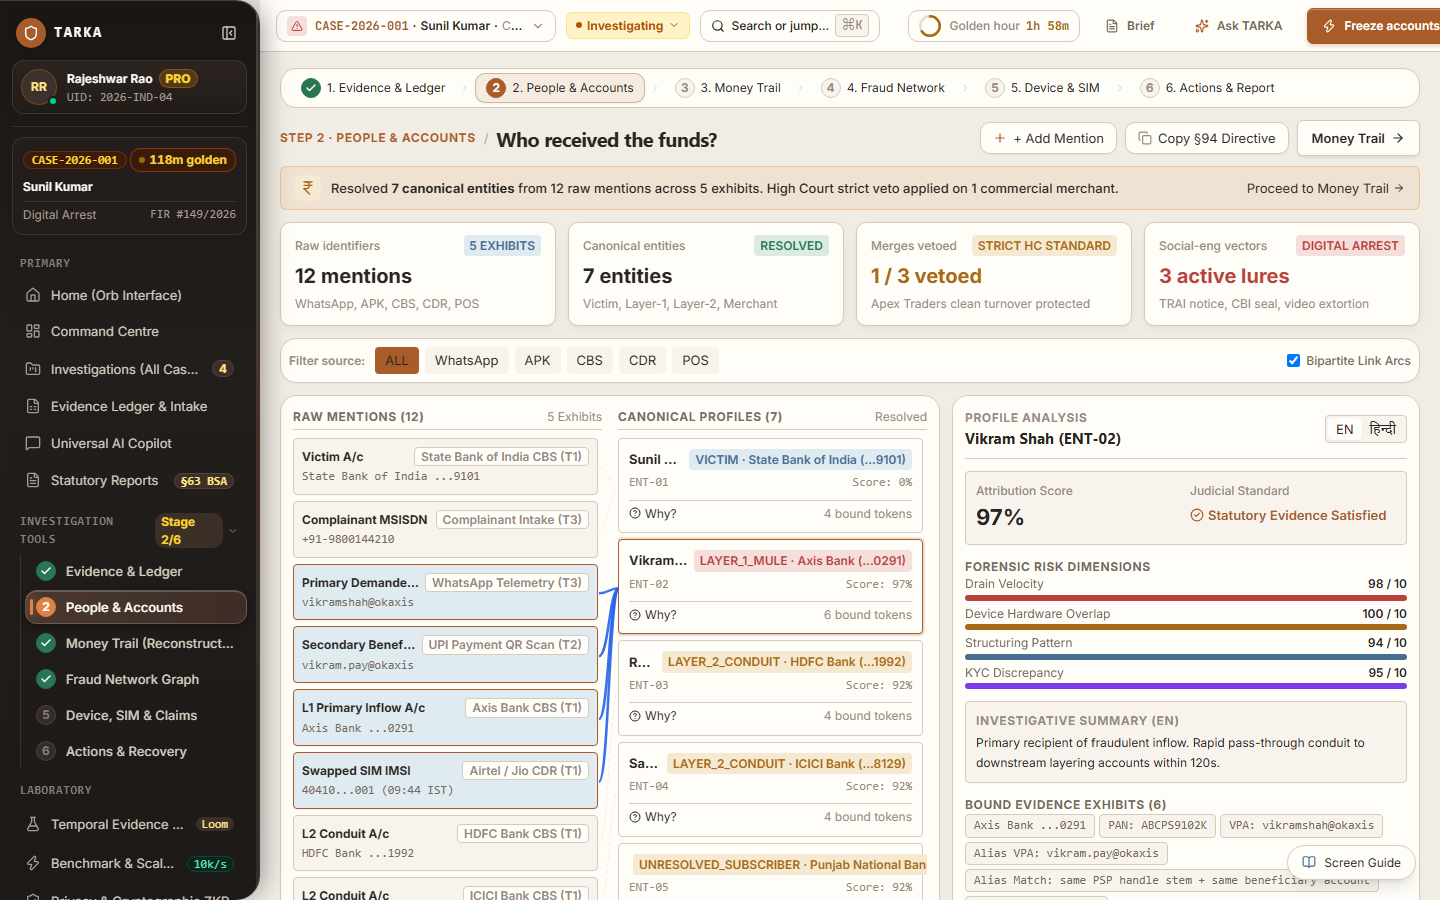 TARKA
RR
Rajeshwar Rao PRO
UID: 2026-IND-04
CASE-2026-001 118m golden
Sunil Kumar
Digital Arrest FIR #149/2026
PRIMARY
Home (Orb Interface)
Command Centre
Investigations (All Cas... 4
Evidence Ledger & Intake
Universal AI Copilot
Statutory Reports §63 BSA
INVESTIGATION TOOLS Stage 2/6
Evidence & Ledger
2 People & Accounts
Money Trail (Reconstruct...
Fraud Network Graph
5 Device, SIM & Claims
6 Actions & Recovery
LABORATORY
Temporal Evidence ... Loom
Benchmark & Scal... 10k/s
CASE-2026-001 · Sunil Kumar · C...
Investigating
Search or jump... ⌘K
Golden hour 1h 58m
Brief
Ask TARKA
Freeze accounts
1. Evidence & Ledger
2 2. People & Accounts
3 3. Money Trail
4 4. Fraud Network
5 5. Device & SIM
6 6. Actions & Report
STEP 2 · PEOPLE & ACCOUNTS / Who received the funds?
+ + Add Mention
Copy §94 Directive
Money Trail →
₹ Resolved 7 canonical entities from 12 raw mentions across 5 exhibits. High Court strict veto applied on 1 commercial merchant.
Proceed to Money Trail →
Raw identifiers 5 EXHIBITS
12 mentions
WhatsApp, APK, CBS, CDR, POS
Canonical entities RESOLVED
7 entities
Victim, Layer-1, Layer-2, Merchant
Merges vetoed STRICT HC STANDARD
1 / 3 vetoed
Apex Traders clean turnover protected
Social-eng vectors DIGITAL ARREST
3 active lures
TRAI notice, CBI seal, video extortion
Filter source: ALL WhatsApp APK CBS CDR POS
Bipartite Link Arcs
RAW MENTIONS (12) 5 Exhibits
Victim A/c State Bank of India CBS (T1)
State Bank of India ...9101
Complainant MSISDN Complainant Intake (T3)
+91-9800144210
Primary Demande... WhatsApp Telemetry (T3)
vikramshah@okaxis
Secondary Benef... UPI Payment QR Scan (T2)
vikram.pay@okaxis
L1 Primary Inflow A/c Axis Bank CBS (T1)
Axis Bank ...0291
Swapped SIM IMSI Airtel / Jio CDR (T1)
40410...001 (09:44 IST)
L2 Conduit A/c HDFC Bank CBS (T1)
HDFC Bank ...1992
L2 Conduit A/c ICICI Bank CBS (T1)
CANONICAL PROFILES (7) Resolved
Sunil ... VICTIM · State Bank of India (...9101)
ENT-01 Score: 0%
Why? 4 bound tokens
Vikram... LAYER_1_MULE · Axis Bank (...0291)
ENT-02 Score: 97%
Why? 6 bound tokens
R... LAYER_2_CONDUIT · HDFC Bank (...1992)
ENT-03 Score: 92%
Why? 4 bound tokens
Sa... LAYER_2_CONDUIT · ICICI Bank (...8129)
ENT-04 Score: 92%
Why? 4 bound tokens
UNRESOLVED_SUBSCRIBER · Punjab National Ban
ENT-05 Score: 92%
PROFILE ANALYSIS
Vikram Shah (ENT-02)
EN हिन्दी
Attribution Score
97%
Judicial Standard
Statutory Evidence Satisfied
FORENSIC RISK DIMENSIONS
Drain Velocity 98 / 10
Device Hardware Overlap 100 / 10
Structuring Pattern 94 / 10
KYC Discrepancy 95 / 10
INVESTIGATIVE SUMMARY (EN)
Primary recipient of fraudulent inflow. Rapid pass-through conduit to
downstream layering accounts within 120s.
BOUND EVIDENCE EXHIBITS (6)
Axis Bank ...0291 PAN: ABCPS9102K VPA: vikramshah@okaxis
Alias VPA: vikram.pay@okaxis
Alias Match: same PSP handle stem + same beneficiary account
Screen Guide